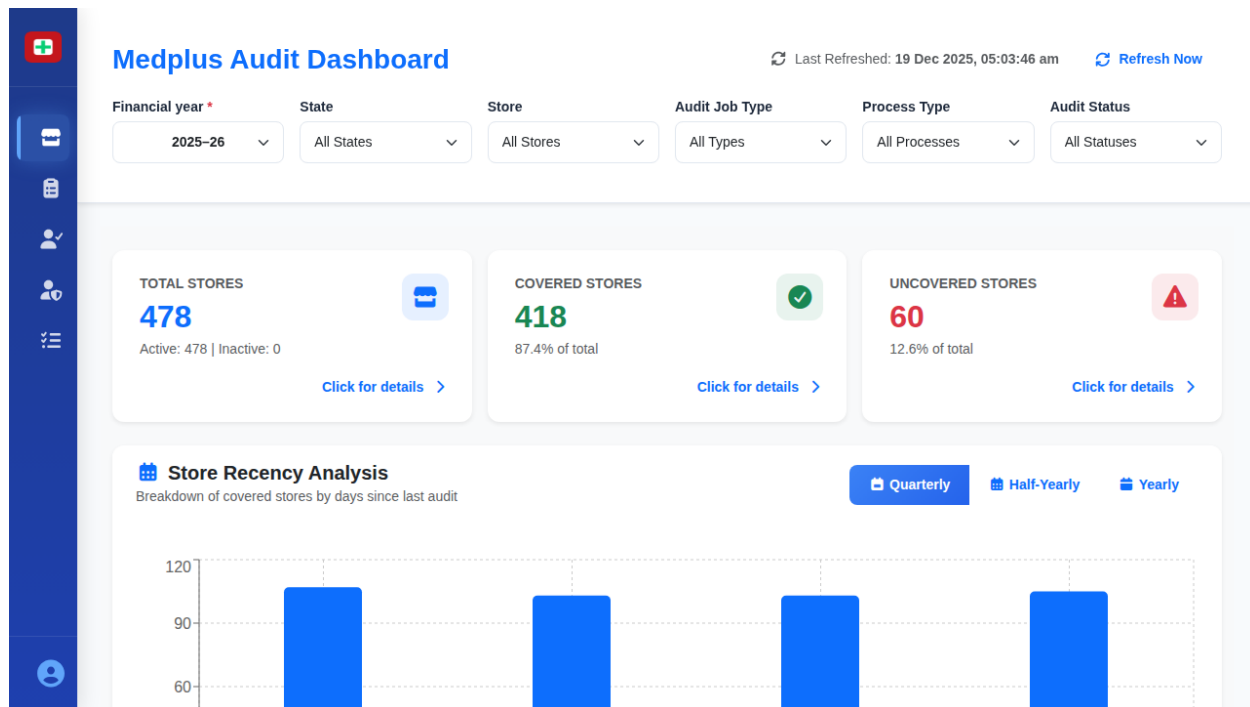 Medplus Audit Dashboard
Last Refreshed: 19 Dec 2025, 05:03:46 am
Refresh Now
Financial year *
State
Store
Audit Job Type
Process Type
Audit Status
2025–26
All States
All Stores
All Types
All Processes
All Statuses
TOTAL STORES
478
Active: 478 | Inactive: 0
Click for details
COVERED STORES
418
87.4% of total
Click for details
UNCOVERED STORES
60
12.6% of total
Click for details
Store Recency Analysis
Breakdown of covered stores by days since last audit
Quarterly
Half-Yearly
Yearly
120
90
60